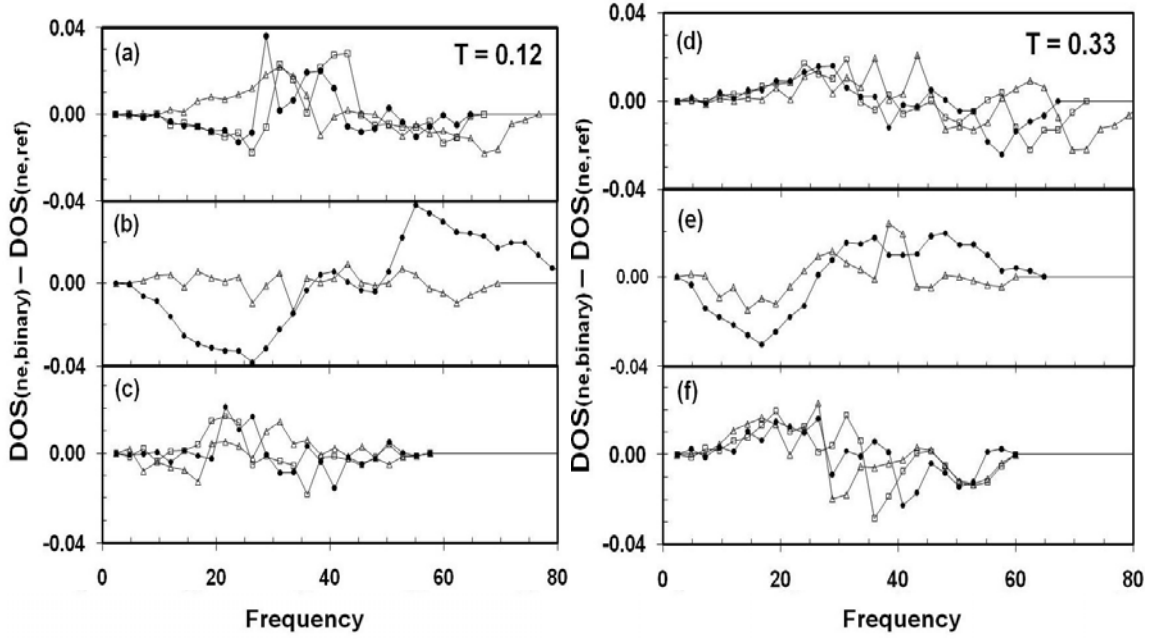 DOS(ne,binary) – DOS(ne,ref)
0.04
(a)
T = 0.12
0.00
-0.04
(b)
0.00
-0.04
(c)
0.00
-0.04
0 20 40 60 80
Frequency
DOS(ne,binary) – DOS(ne,ref)
0.04
(d)
T = 0.33
0.00
-0.04
(e)
0.00
-0.04
(f)
0.00
-0.04
0 20 40 60 80
Frequency